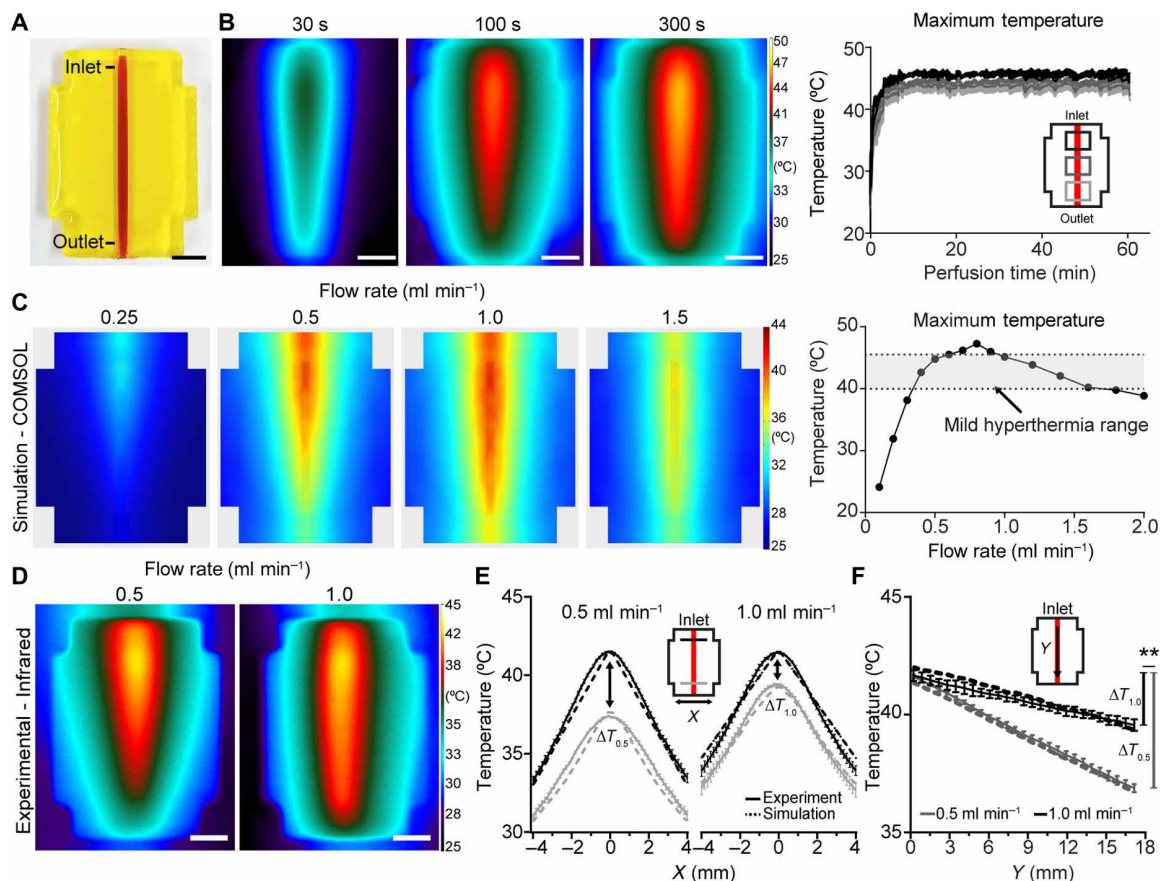 A
Inlet
Outlet
B
30 s
100 s
300 s
50
47
44
41
37
(ºC)
33
30
28
25
Maximum temperature
Temperature (ºC)
50
40
30
20
0
20
40
60
Perfusion time (min)
Inlet
Outlet
C
Flow rate (ml min⁻¹)
0.25
0.5
1.0
1.5
Simulation - COMSOL
44
40
36
(ºC)
32
28
25
Maximum temperature
Temperature (ºC)
50
40
30
20
Mild hyperthermia range
0
0.5
1.0
1.5
2.0
Flow rate (ml min⁻¹)
D
Flow rate (ml min⁻¹)
0.5
1.0
Experimental - Infrared
45
42
38
(ºC)
35
33
30
28
25
E
0.5 ml min⁻¹
1.0 ml min⁻¹
Inlet
X
Temperature (ºC)
40
35
30
ΔT0.5
ΔT1.0
Experiment
Simulation
−4 −2 0 2 4
−4 −2 0 2 4
X (mm)
F
Inlet
Y
**
Temperature (ºC)
45
40
35
ΔT1.0
ΔT0.5
0.5 ml min⁻¹
1.0 ml min⁻¹
0 3 6 9 12 15 18
Y (mm)